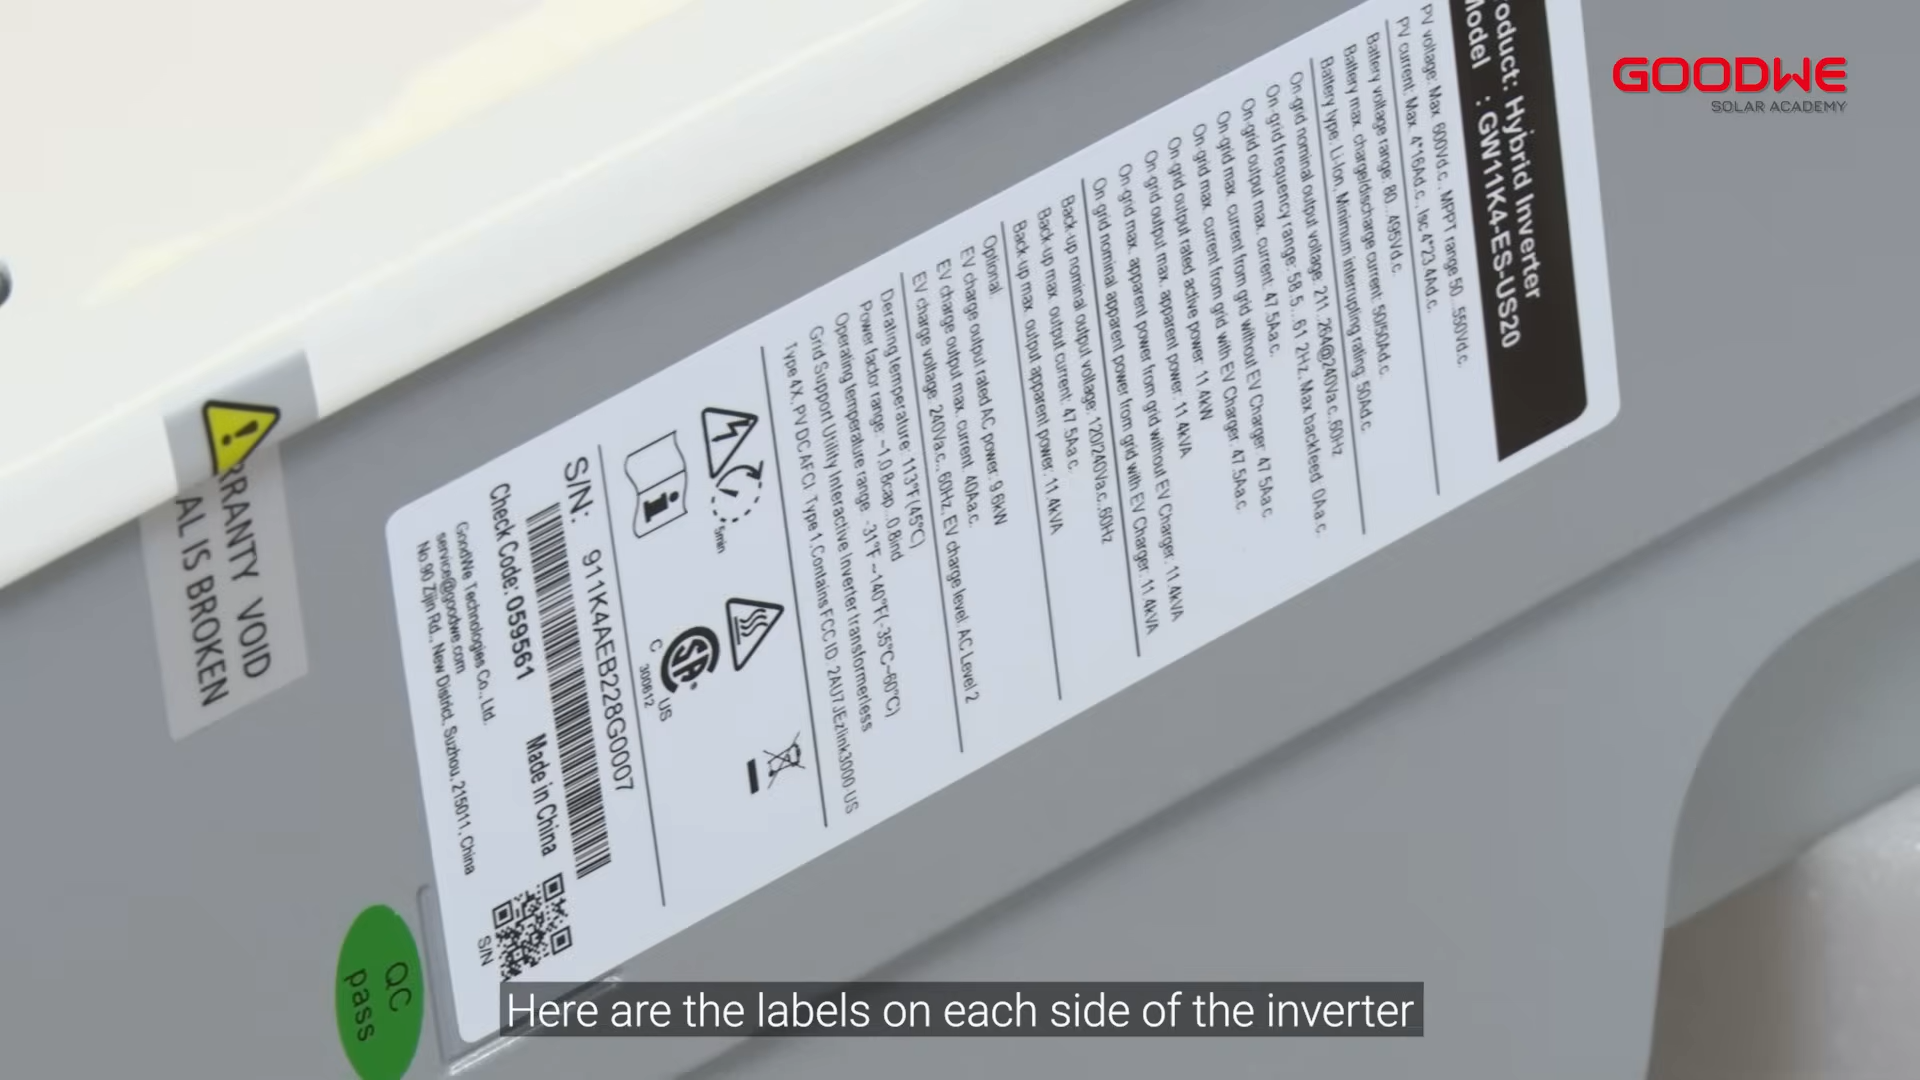 GOODWE
SOLAR ACADEMY
roduct: Hybrid Inverter
Model : GW11K4-ES-US20
PV voltage: Max. 600Vd.c., MPPT range 50...550Vd.c.
PV current: Max. 4*16Ad.c., Isc 4*23.4Ad.c.
Battery voltage range: 80...495Vd.c.
Battery max. charge/discharge current: 50/50Ad.c.
Battery type, Li-Ion, Minimum interrupting rating, 50Ad.c.
On-grid nominal output voltage: 211..264@240Va.c.60Hz
On-grid frequency range: 58.5...61.2Hz, Max backfeed: 0Aa.c.
On-grid output max. current: 47.5Aa.c.
On-grid max. current from grid without EV Charger: 47.5Aa.c.
On-grid max. current from grid with EV Charger: 47.5Aa.c.
On-grid output rated active power: 11.4kW
On-grid output max. apparent power: 11.4kVA
On-grid max. apparent power from grid without EV Charger: 11.4kVA
On grid nominal apparent power from grid with EV Charger: 11.4kVA
Back-up nominal output voltage: 120/240Va.c.60Hz
Back-up max. output current: 47.5Aa.c.
Back-up max. output apparent power: 11.4kVA
Optional:
EV charge output rated AC power: 9.6kW
EV charge output max. current: 40Aa.c.
EV charge voltage: 240Va.c., 60Hz, EV charge level, AC Level 2
Derating temperature: 113°F(45°C)
Power factor range: ~1,0.8cap...0.8ind
Operating temperature range: -31°F~140°F(-35°C~60°C)
Grid Support Utility Interactive Inverter transformerless
Type 4X, PV DC AFCI Type 1.Contains FCC ID. 2AU7JEzlink3000-US
5min
C US
300612
S/N: 911K4AEB228G0007
Check Code: 059561 Made in China
GoodWe Technologies Co., Ltd.
service@goodwe.com
No.90 Zijin Rd., New District, Suzhou, 215011, China
S/N
RRANTY VOID
AL IS BROKEN
QC
pass
Here are the labels on each side of the inverter